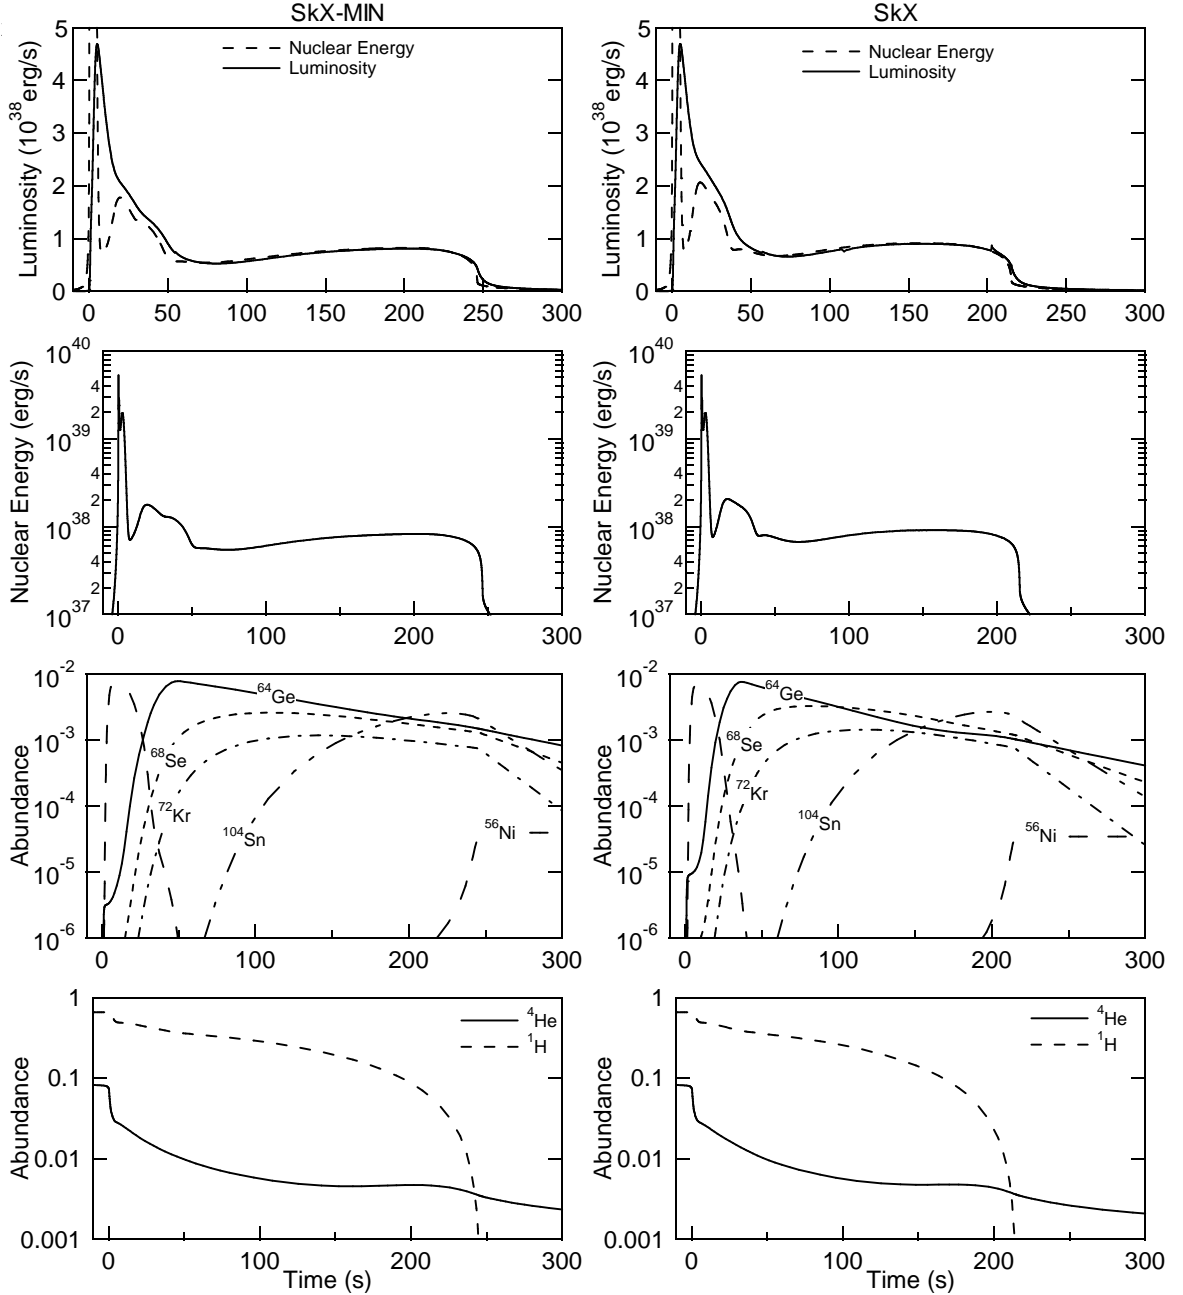 SkX-MIN
5
4
3
2
1
0
Luminosity (10^38 erg/s)
Nuclear Energy
Luminosity
0 50 100 150 200 250 300
SkX
5
4
3
2
1
0
Luminosity (10^38 erg/s)
Nuclear Energy
Luminosity
0 50 100 150 200 250 300
10^40
4
2
10^39
4
2
10^38
4
2
10^37
Nuclear Energy (erg/s)
0 100 200 300
10^40
4
2
10^39
4
2
10^38
4
2
10^37
Nuclear Energy (erg/s)
0 100 200 300
10^-2
10^-3
10^-4
10^-5
10^-6
Abundance
^64Ge
^68Se
^72Kr
^104Sn
^56Ni
0 100 200 300
10^-2
10^-3
10^-4
10^-5
10^-6
Abundance
^64Ge
^68Se
^72Kr
^104Sn
^56Ni
0 100 200 300
1
0.1
0.01
0.001
Abundance
^4He
^1H
0 100 200 300
Time (s)
1
0.1
0.01
0.001
Abundance
^4He
^1H
0 100 200 300
Time (s)